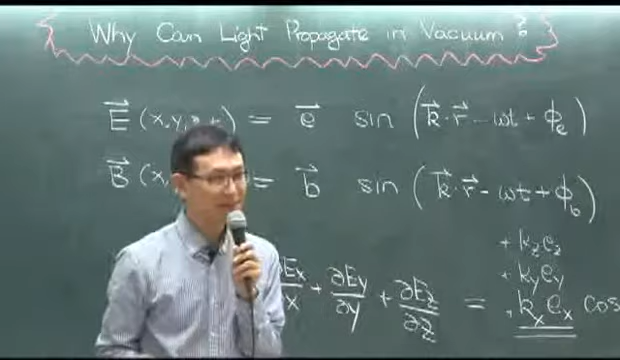 Why Can Light Propagate in Vacuum?
E⃗ (x,y,z,t) = e⃗ sin (k⃗·r⃗ - ωt + ϕe)
B⃗ (x, = b⃗ sin (k⃗·r⃗ - ωt + ϕb)
+ kzez
+ kyey
∂Ex/∂x + ∂Ey/∂y + ∂Ez/∂z = kxex cos